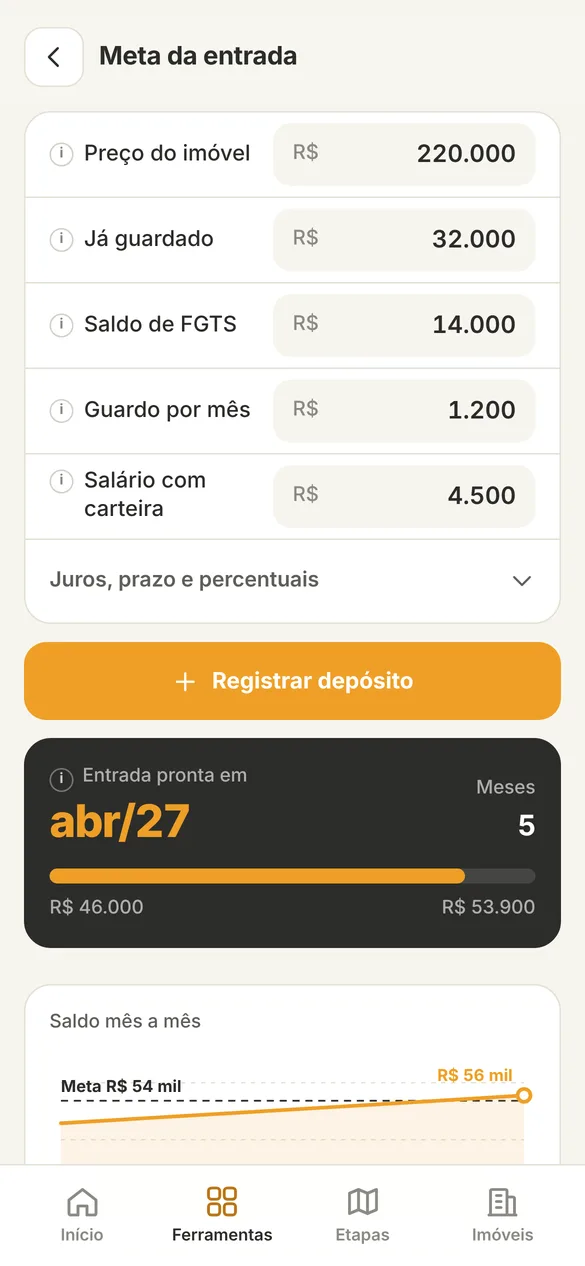 Meta da entrada
Preço do imóvel R$ 220.000
Já guardado R$ 32.000
Saldo de FGTS R$ 14.000
Guardo por mês R$ 1.200
Salário com
carteira R$ 4.500
Juros, prazo e percentuais
Registrar depósito
Entrada pronta em
Meses
abr/27
5
R$ 46.000 R$ 53.900
Saldo mês a mês
R$ 56 mil
Meta R$ 54 mil
Início Ferramentas Etapas Imóveis